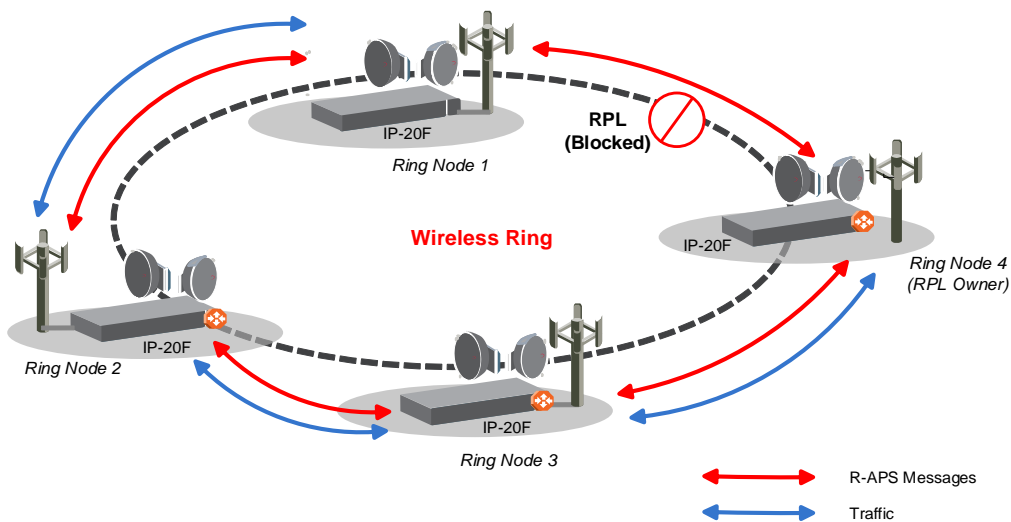 IP-20F
Ring Node 1
RPL
(Blocked)
Wireless Ring
IP-20F
Ring Node 4
(RPL Owner)
IP-20F
Ring Node 2
IP-20F
Ring Node 3
R-APS Messages
Traffic